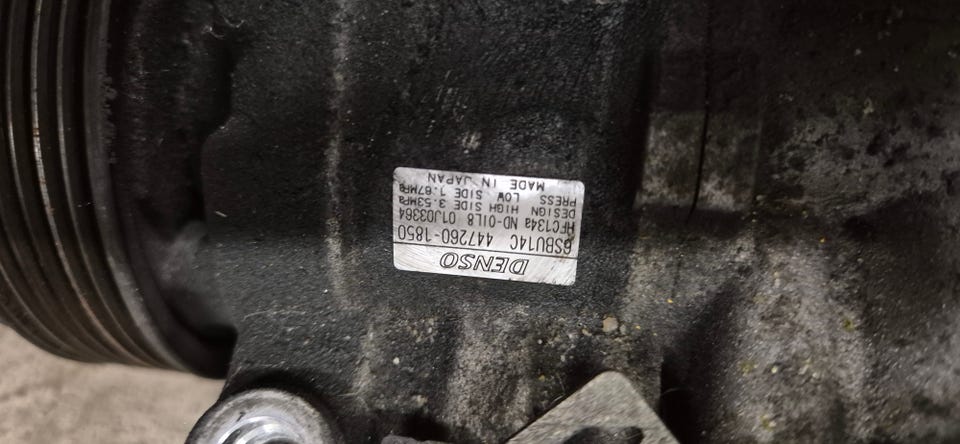 DENSO
6SBU14C 447260-1850
HFC134a ND-OIL8 01J03364
DESIGN HIGH SIDE 3.53MPa
PRESS LOW SIDE 1.67MPa
MADE IN JAPAN